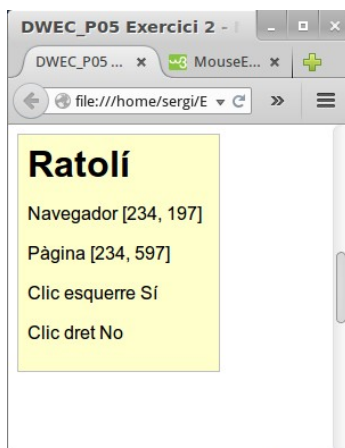 DWEC_P05 Exercici 2 -
DWEC_P05 ...
MouseE...
file:///home/sergi/E
Ratolí
Navegador [234, 197]
Pàgina [234, 597]
Clic esquerre Sí
Clic dret No